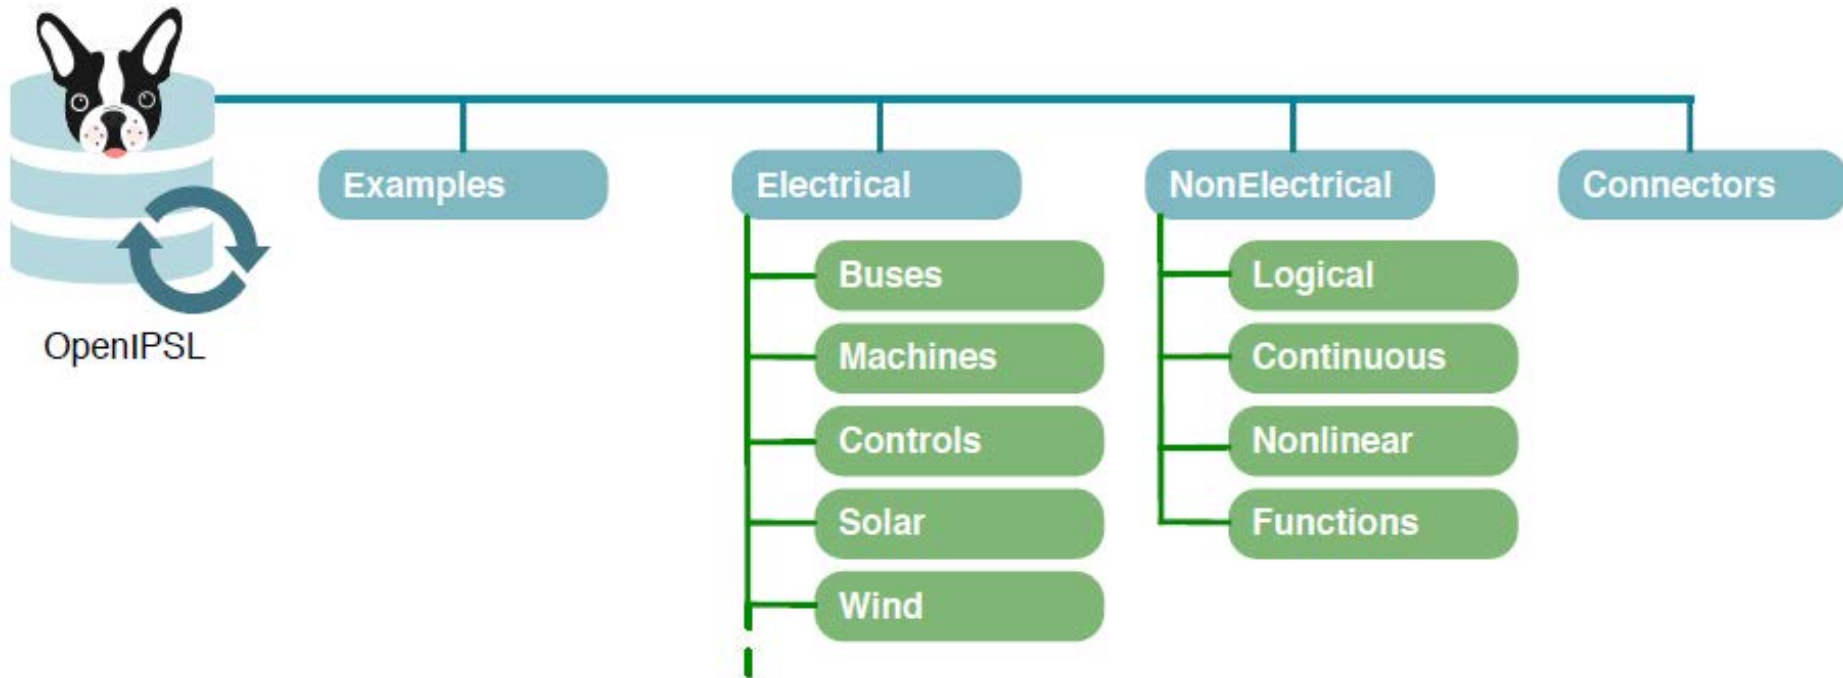 OpenIPSL
Examples
Electrical
Buses
Machines
Controls
Solar
Wind
NonElectrical
Logical
Continuous
Nonlinear
Functions
Connectors